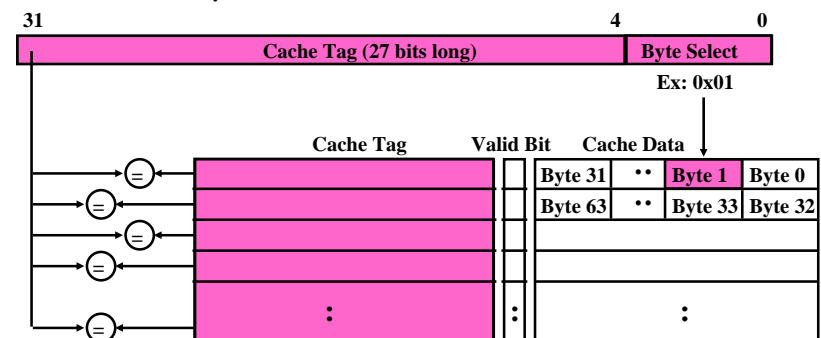 31 4 0
Cache Tag (27 bits long) Byte Select
Ex: 0x01
Cache Tag Valid Bit Cache Data
= Byte 31 ·· Byte 1 Byte 0
= Byte 63 ·· Byte 33 Byte 32
=
=
= : : :